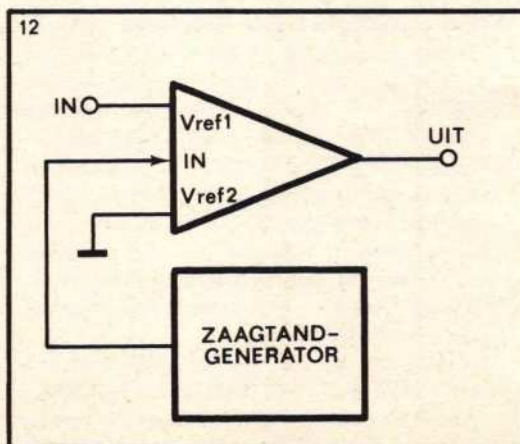 12
IN
Vref1
IN
Vref2
UIT
ZAAGTAND-
GENERATOR